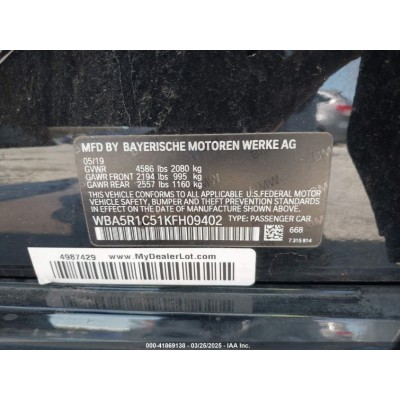 MFD BY BAYERISCHE MOTOREN WERKE AG
05/19
GVWR 4586 lbs 2080 kg
GAWR FRONT 2194 lbs 995 kg
GAWR REAR 2557 lbs 1160 kg
THIS VEHICLE CONFORMS TO ALL APPLICABLE U.S.FEDERAL MOTOR
VEHICLE SAFETY, BUMPER, AND THEFT PREVENTION STANDARDS IN
EFFECT ON THE DATE OF MANUFACTURE SHOWN ABOVE.
WBA5R1C51KFH09402 TYPE: PASSENGER CAR
668
7 315 814
4987429 www.MyDealerLot.com
000-41869138 - 03/25/2025 - IAA Inc.